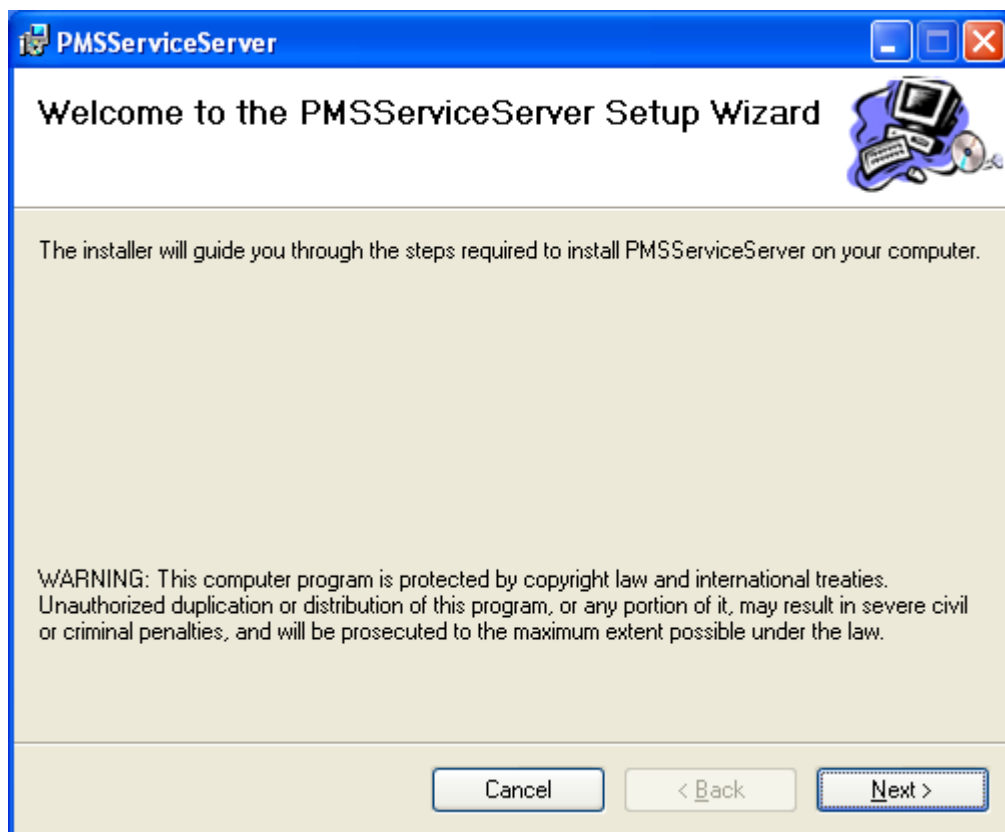 PMSServiceServer
Welcome to the PMSServiceServer Setup Wizard
The installer will guide you through the steps required to install PMSServiceServer on your computer.
WARNING: This computer program is protected by copyright law and international treaties.
Unauthorized duplication or distribution of this program, or any portion of it, may result in severe civil
or criminal penalties, and will be prosecuted to the maximum extent possible under the law.
Cancel
< Back
Next >